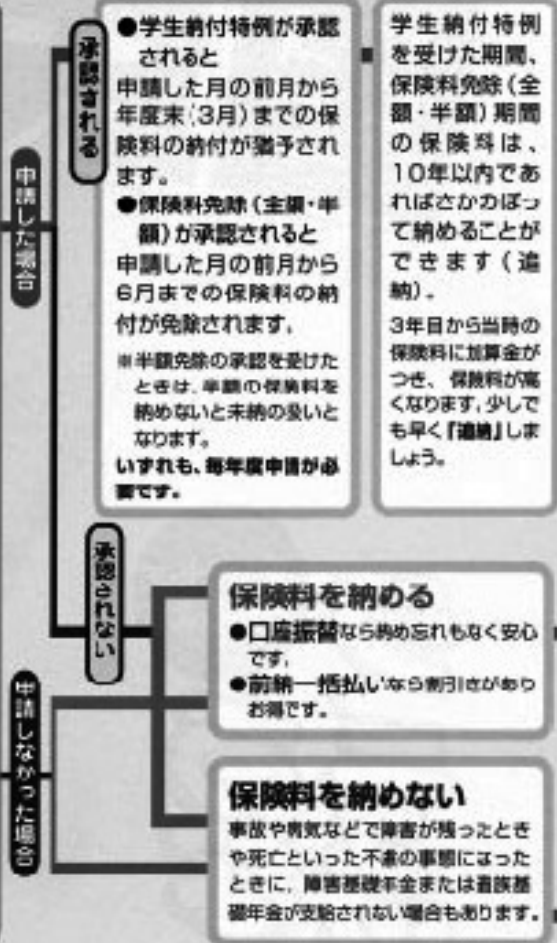 申請した場合
承認される
●学生納付特例が承認
されると
申請した月の前月から
年度末(3月)までの保
険料の納付が猶予され
ます。
●保険料免除(全額・半
額)が承認されると
申請した月の前月から
6月までの保険料の納
付が免除されます。
※半額免除の承認を受けた
ときは、半額の保険料を
納めないと未納の扱いと
なります。
いずれも、毎年度申請が必
要です。
学生納付特例
を受けた期間、
保険料免除(全
額・半額)期間
の保険料は、
10年以内であ
ればさかのぼっ
て納めることが
できます(追
納)。
3年目から当時の
保険料に加算金が
つき、保険料が高
くなります。少しで
も早く『追納』しま
しょう。
承認されない
保険料を納める
●口座振替なら納め忘れもなく安心
です。
●前納一括払いなら割引きがあり
お得です。
申請しなかった場合
保険料を納めない
事故や病気などで障害が残ったとき
や死亡といった不慮の事態になった
ときに、障害基礎年金または遺族基
礎年金が支給されない場合もあります。